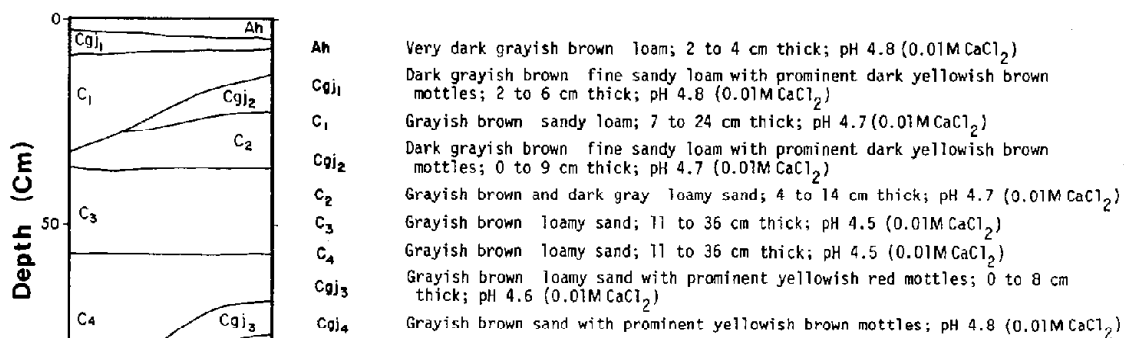 0
Ah
Cgj1
C1
Cgj2
C2
C3
50
C4
Cgj3
Depth (Cm)
Ah Very dark grayish brown loam; 2 to 4 cm thick; pH 4.8 (0.01M CaCl2)
Cgj1 Dark grayish brown fine sandy loam with prominent dark yellowish brown
mottles; 2 to 6 cm thick; pH 4.8 (0.01M CaCl2)
C1 Grayish brown sandy loam; 7 to 24 cm thick; pH 4.7 (0.01M CaCl2)
Cgj2 Dark grayish brown fine sandy loam with prominent dark yellowish brown
mottles; 0 to 9 cm thick; pH 4.7 (0.01M CaCl2)
C2 Grayish brown and dark gray loamy sand; 4 to 14 cm thick; pH 4.7 (0.01M CaCl2)
C3 Grayish brown loamy sand; 11 to 36 cm thick; pH 4.5 (0.01M CaCl2)
C4 Grayish brown loamy sand; 11 to 36 cm thick; pH 4.5 (0.01M CaCl2)
Cgj3 Grayish brown loamy sand with prominent yellowish red mottles; 0 to 8 cm
thick; pH 4.6 (0.01M CaCl2)
Cgj4 Grayish brown sand with prominent yellowish brown mottles; pH 4.8 (0.01M CaCl2)